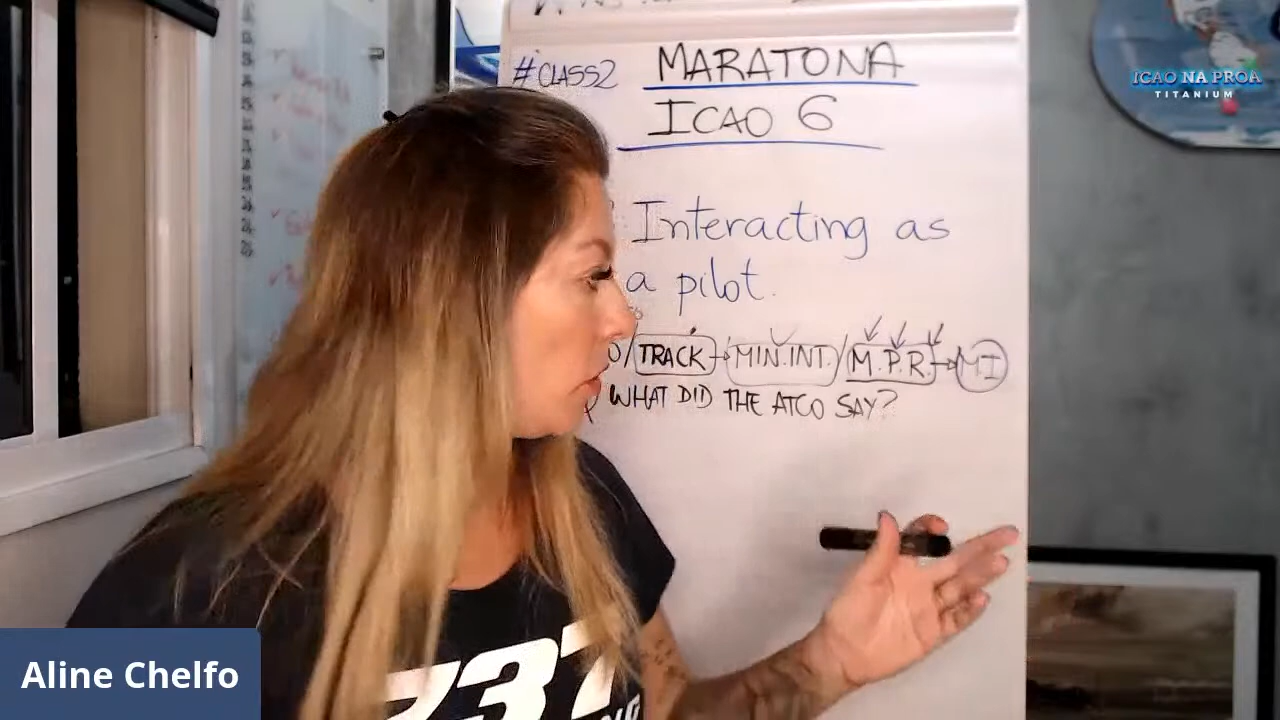 #CLASS2 MARATONA
ICAO 6
Interacting as
a pilot.
/TRACK → MIN.INT. / M.P.R. → MI
WHAT DID THE ATCO SAY?
ICAO NA PROA
TITANIUM
737
Aline Chelfo